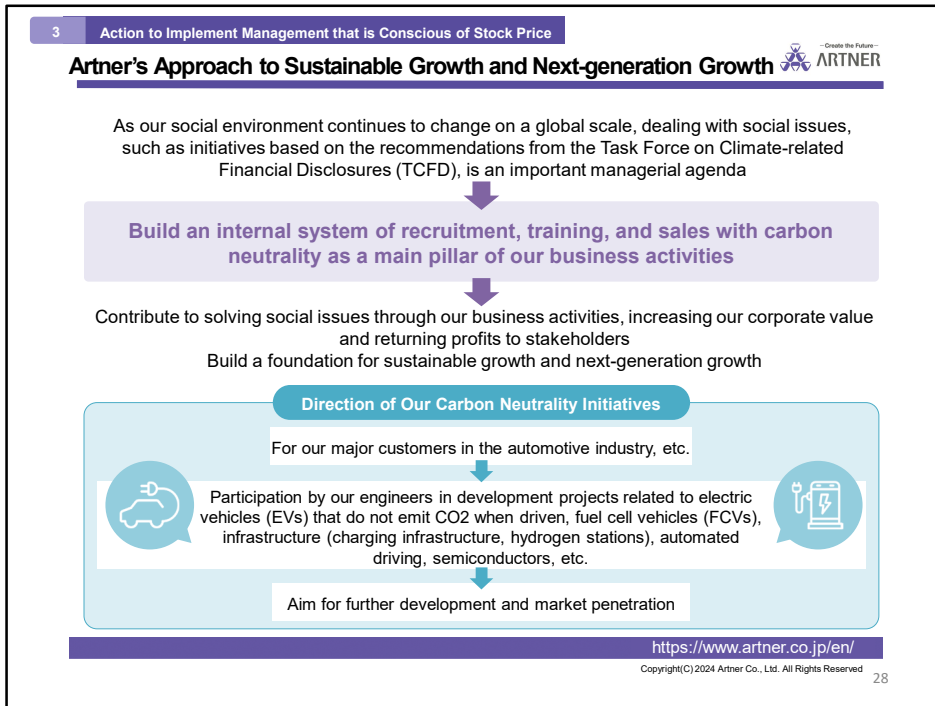 3 Action to Implement Management that is Conscious of Stock Price
Artner's Approach to Sustainable Growth and Next-generation Growth
−Create the Future−
ARTNER
As our social environment continues to change on a global scale, dealing with social issues,
such as initiatives based on the recommendations from the Task Force on Climate-related
Financial Disclosures (TCFD), is an important managerial agenda
Build an internal system of recruitment, training, and sales with carbon
neutrality as a main pillar of our business activities
Contribute to solving social issues through our business activities, increasing our corporate value
and returning profits to stakeholders
Build a foundation for sustainable growth and next-generation growth
Direction of Our Carbon Neutrality Initiatives
For our major customers in the automotive industry, etc.
Participation by our engineers in development projects related to electric
vehicles (EVs) that do not emit CO2 when driven, fuel cell vehicles (FCVs),
infrastructure (charging infrastructure, hydrogen stations), automated
driving, semiconductors, etc.
Aim for further development and market penetration
https://www.artner.co.jp/en/
Copyright(C) 2024 Artner Co., Ltd. All Rights Reserved
28